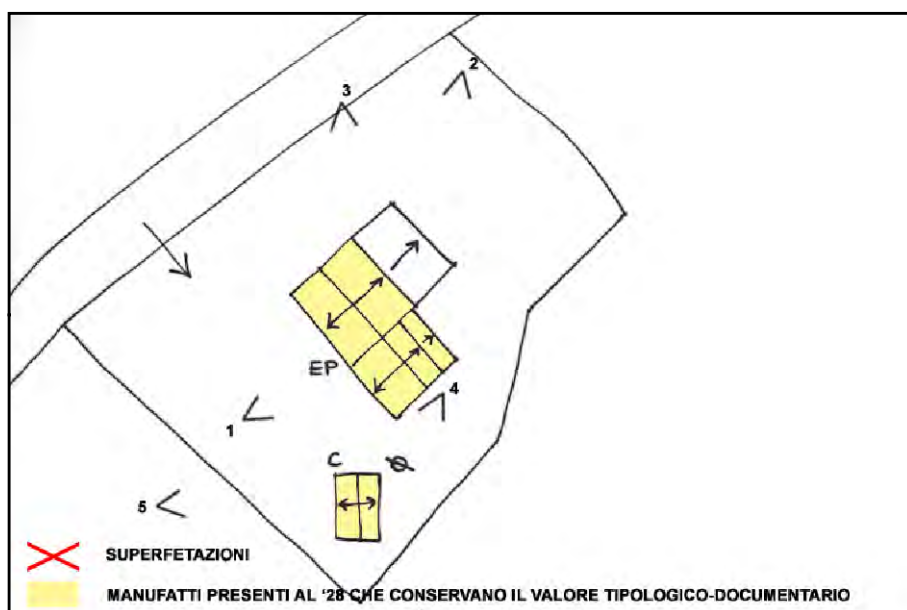 2
3
EP
4
1
C
5
SUPERFETAZIONI
MANUFATTI PRESENTI AL '28 CHE CONSERVANO IL VALORE TIPOLOGICO-DOCUMENTARIO